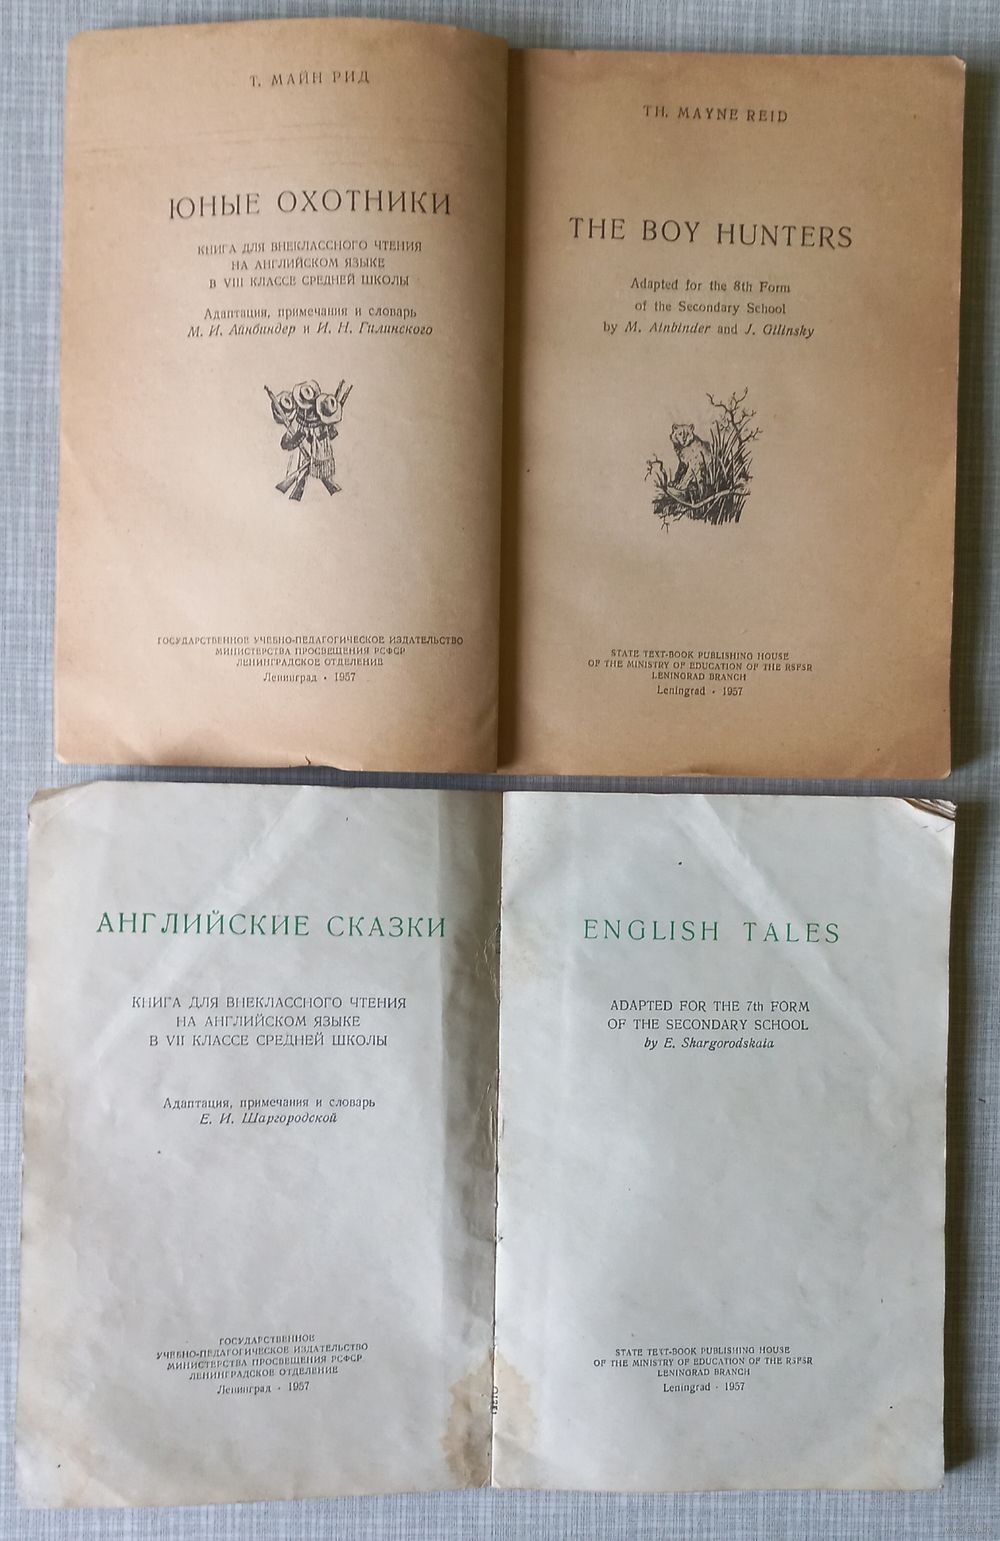 Т. МАЙН РИД
ЮНЫЕ ОХОТНИКИ
КНИГА ДЛЯ ВНЕКЛАССНОГО ЧТЕНИЯ
НА АНГЛИЙСКОМ ЯЗЫКЕ
В VIII КЛАССЕ СРЕДНЕЙ ШКОЛЫ
Адаптация, примечания и словарь
М. И. Айнбиндер и И. Н. Гилинского
ГОСУДАРСТВЕННОЕ УЧЕБНО-ПЕДАГОГИЧЕСКОЕ ИЗДАТЕЛЬСТВО
МИНИСТЕРСТВА ПРОСВЕЩЕНИЯ РСФСР
ЛЕНИНГРАДСКОЕ ОТДЕЛЕНИЕ
Ленинград • 1957
TH. MAYNE REID
THE BOY HUNTERS
Adapted for the 8th Form
of the Secondary School
by M. Ainbinder and J. Gilinsky
STATE TEXT-BOOK PUBLISHING HOUSE
OF THE MINISTRY OF EDUCATION OF THE RSFSR
LENINGRAD BRANCH
Leningrad • 1957
АНГЛИЙСКИЕ СКАЗКИ
КНИГА ДЛЯ ВНЕКЛАССНОГО ЧТЕНИЯ
НА АНГЛИЙСКОМ ЯЗЫКЕ
В VII КЛАССЕ СРЕДНЕЙ ШКОЛЫ
Адаптация, примечания и словарь
Е. И. Шаргородской
ГОСУДАРСТВЕННОЕ
УЧЕБНО-ПЕДАГОГИЧЕСКОЕ ИЗДАТЕЛЬСТВО
МИНИСТЕРСТВА ПРОСВЕЩЕНИЯ РСФСР
ЛЕНИНГРАДСКОЕ ОТДЕЛЕНИЕ
Ленинград • 1957
ENGLISH TALES
ADAPTED FOR THE 7th FORM
OF THE SECONDARY SCHOOL
by E. Shargorodskaia
STATE TEXT-BOOK PUBLISHING HOUSE
OF THE MINISTRY OF EDUCATION OF THE RSFSR
LENINGRAD BRANCH
Leningrad • 1957